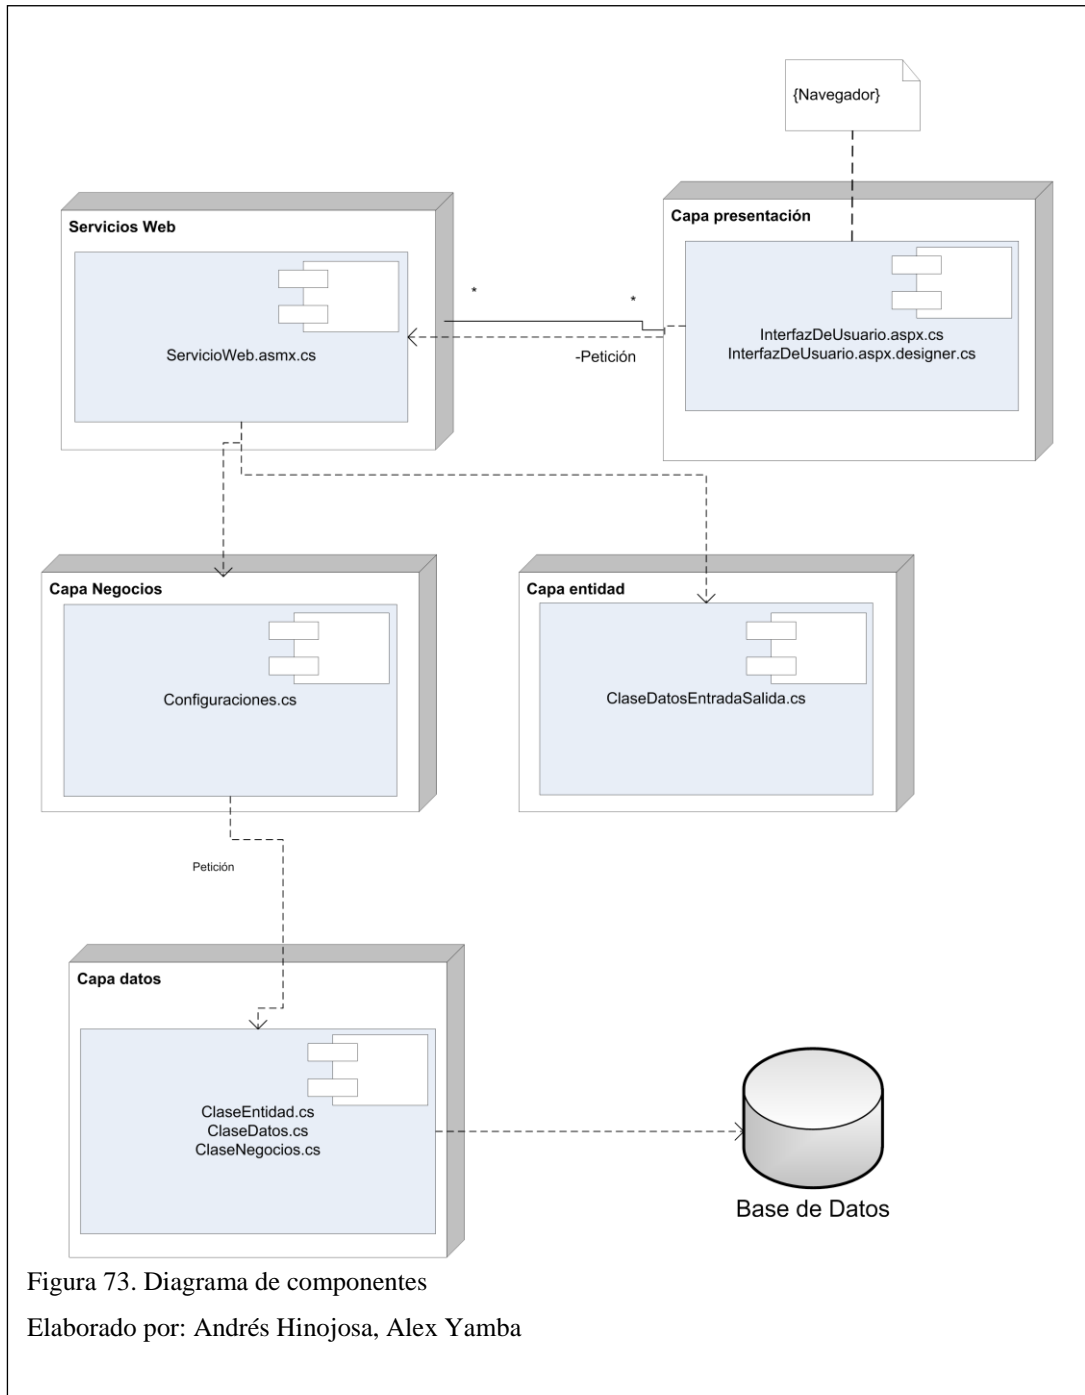 {Navegador}
Servicios Web
ServicioWeb.asmx.cs
*
*
-Petición
Capa presentación
InterfazDeUsuario.aspx.cs
InterfazDeUsuario.aspx.designer.cs
Capa Negocios
Configuraciones.cs
Capa entidad
ClaseDatosEntradaSalida.cs
Petición
Capa datos
ClaseEntidad.cs
ClaseDatos.cs
ClaseNegocios.cs
Base de Datos
Figura 73. Diagrama de componentes
Elaborado por: Andrés Hinojosa, Alex Yamba